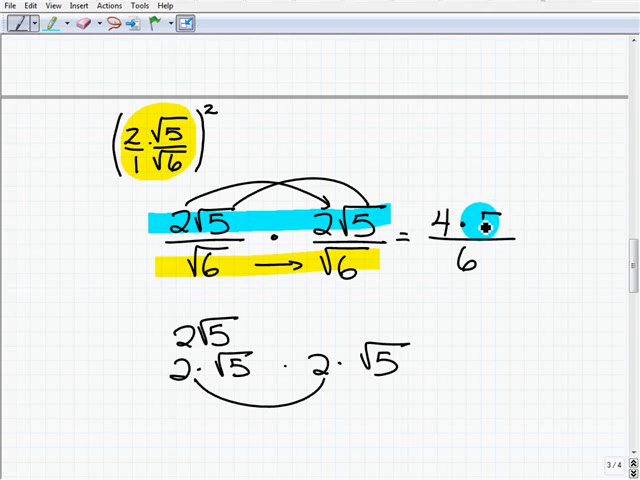 File Edit View Insert Actions Tools Help
(2/1 · √5/√6)²
2√5/√6 · 2√5/√6 = 4 · 5/6
2√5
2 · √5 · 2 · √5
3 / 4